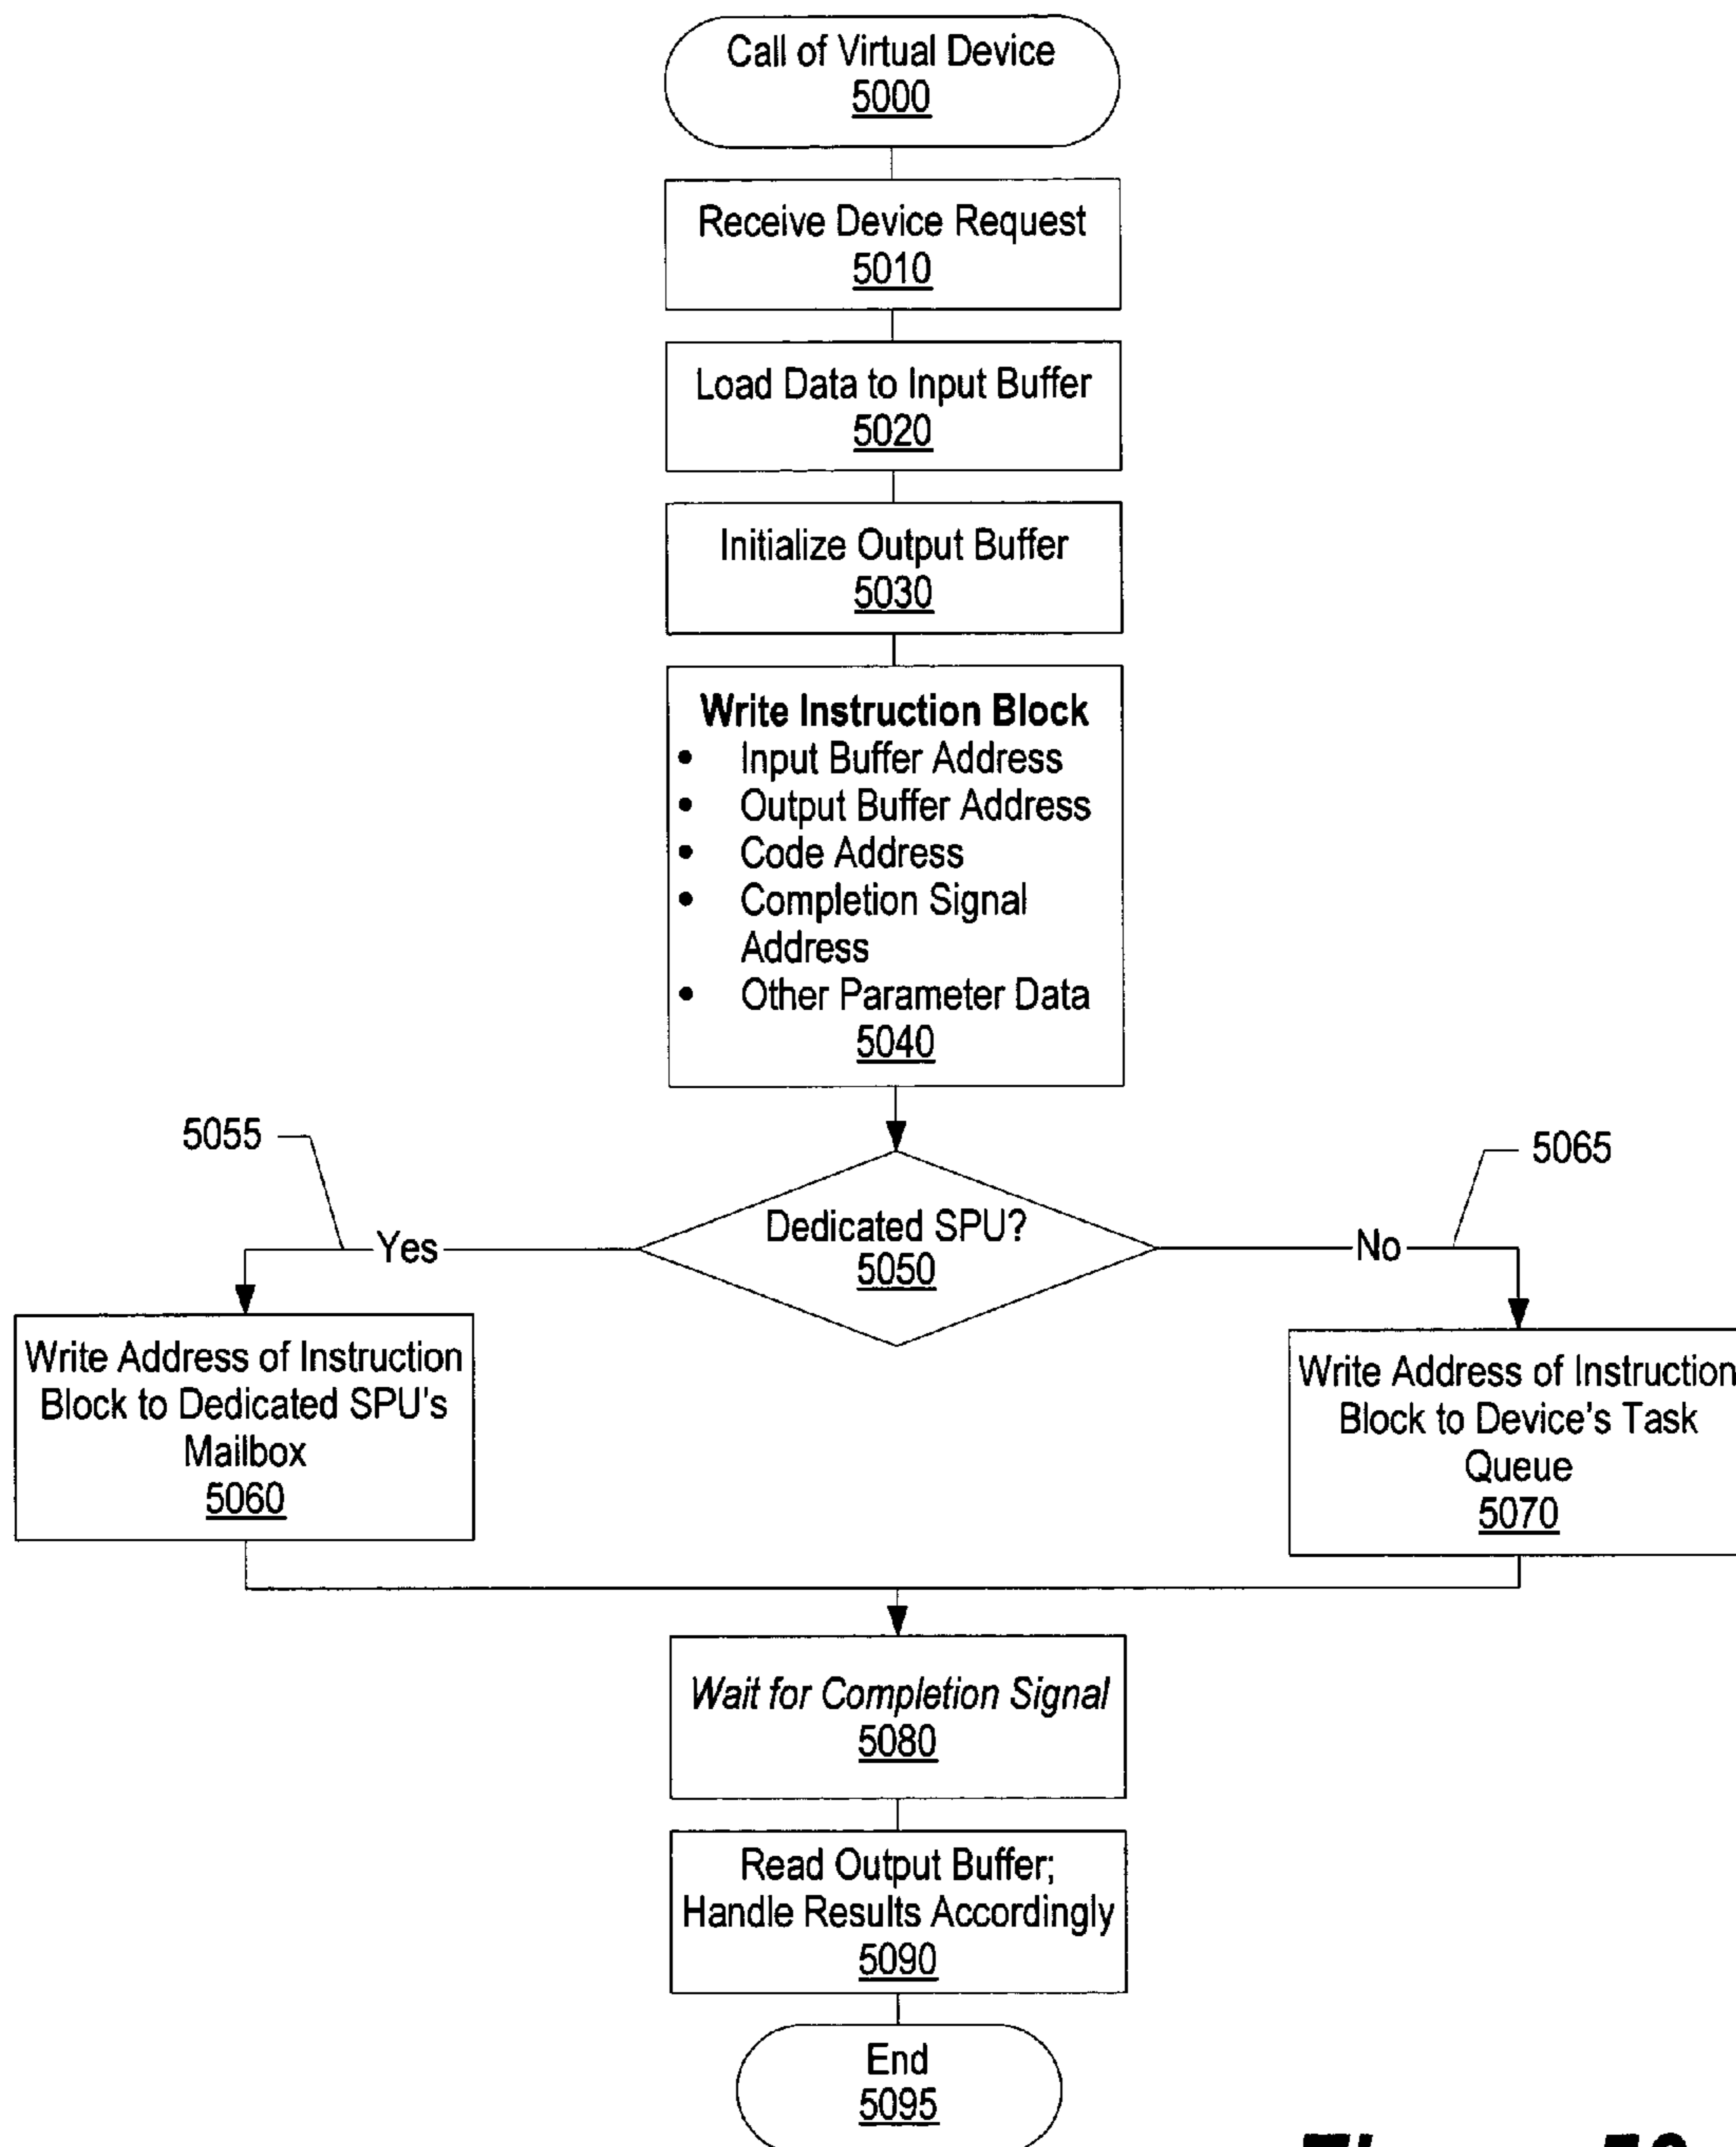 Call of Virtual Device
5000
Receive Device Request
5010
Load Data to Input Buffer
5020
Initialize Output Buffer
5030
Write Instruction Block
• Input Buffer Address
• Output Buffer Address
• Code Address
• Completion Signal
Address
• Other Parameter Data
5040
5055
5065
Dedicated SPU?
5050
Yes
No
Write Address of Instruction
Block to Dedicated SPU's
Mailbox
5060
Write Address of Instruction
Block to Device's Task
Queue
5070
Wait for Completion Signal
5080
Read Output Buffer;
Handle Results Accordingly
5090
End
5095